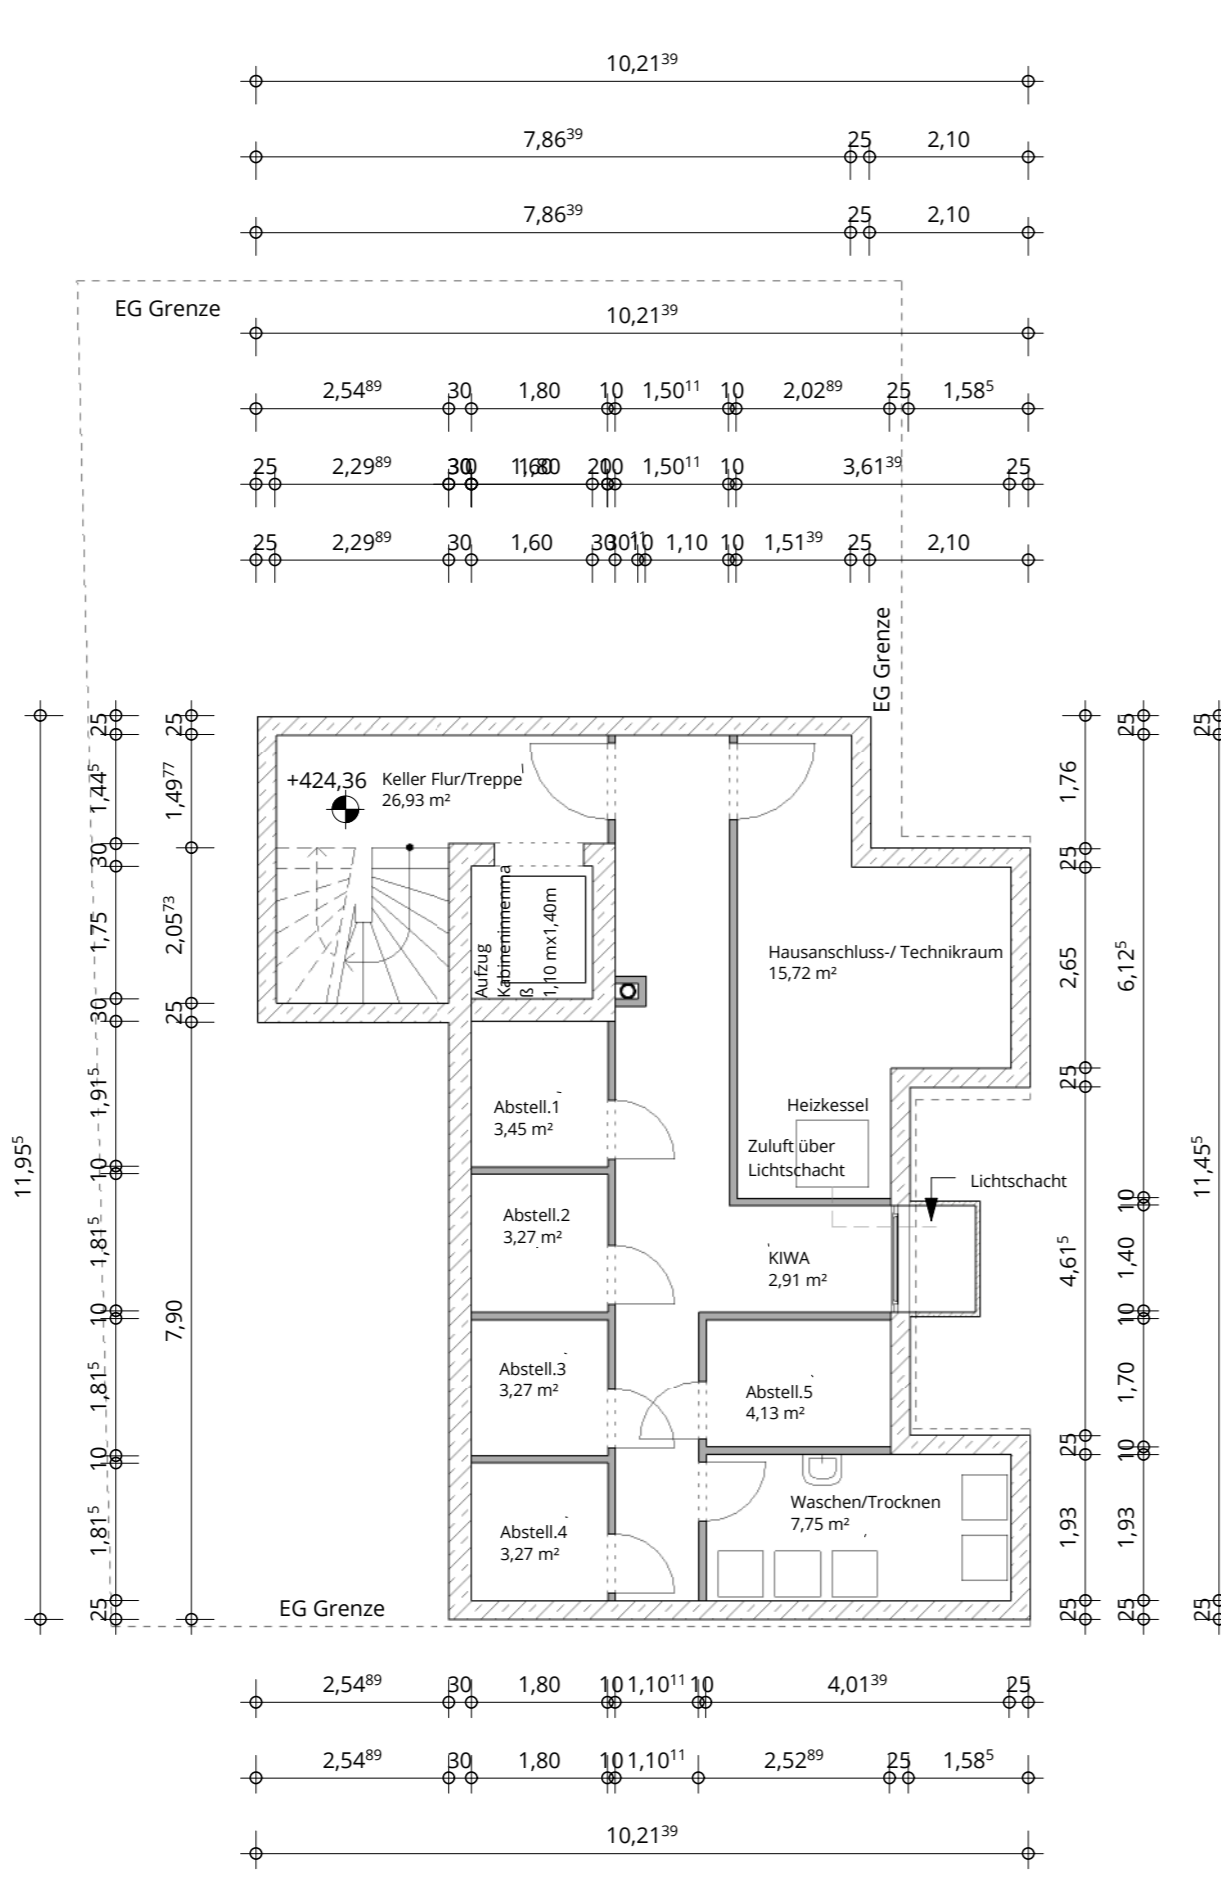 10,21³⁹
7,86³⁹ 25 2,10
7,86³⁹ 25 2,10
EG Grenze
10,21³⁹
2,54⁸⁹ 30 1,80 10 1,50¹¹ 10 2,02⁸⁹ 25 1,58⁵
25 2,29⁸⁹ 1,50¹¹ 10 3,61³⁹ 25
25 2,29⁸⁹ 30 1,60 30 30¹¹ 10 1,10 10 1,51³⁹ 25 2,10
EG Grenze
11,95⁵
25
1,44⁵
30
1,75
30
1,91⁵
10
1,81⁵
10
1,81⁵
10
1,81⁵
25
25
1,49⁷⁷
2,05⁷³
25
7,90
+424,36
Keller Flur/Treppe
26,93 m²
Aufzug
Kabineninnenma
ß
1,10 mx1,40m
Hausanschluss-/ Technikraum
15,72 m²
Abstell.1
3,45 m²
Heizkessel
Zuluft über
Lichtschacht
Lichtschacht
Abstell.2
3,27 m²
KIWA
2,91 m²
Abstell.3
3,27 m²
Abstell.5
4,13 m²
Abstell.4
3,27 m²
Waschen/Trocknen
7,75 m²
EG Grenze
1,76
25
2,65
25
4,61⁵
25
1,93
25
25
6,12⁵
10
1,40
10
1,70
10
1,93
25
25
11,45⁵
25
2,54⁸⁹ 30 1,80 10 1,10¹¹ 10 4,01³⁹ 25
2,54⁸⁹ 30 1,80 10 1,10¹¹ 2,52⁸⁹ 25 1,58⁵
10,21³⁹